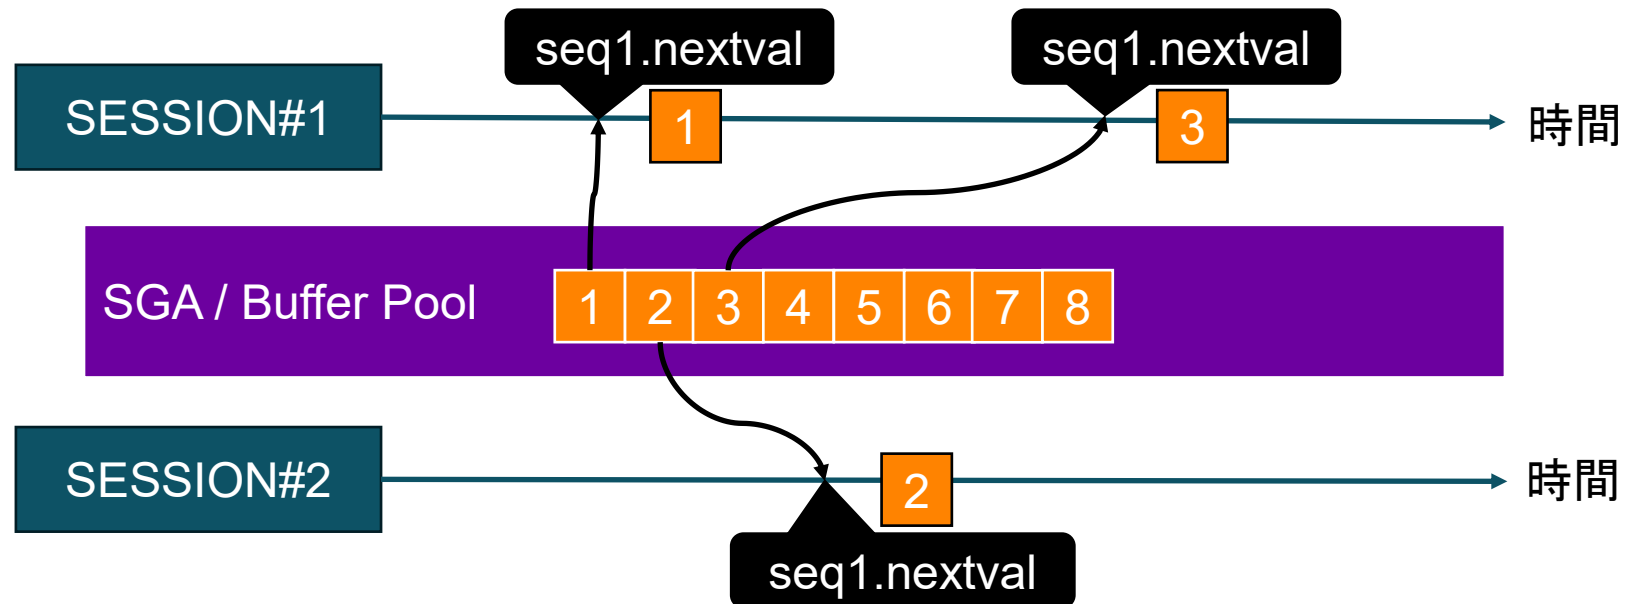 seq1.nextval
seq1.nextval
SESSION#1
1
3
時間
SGA / Buffer Pool
1 2 3 4 5 6 7 8
SESSION#2
2
時間
seq1.nextval